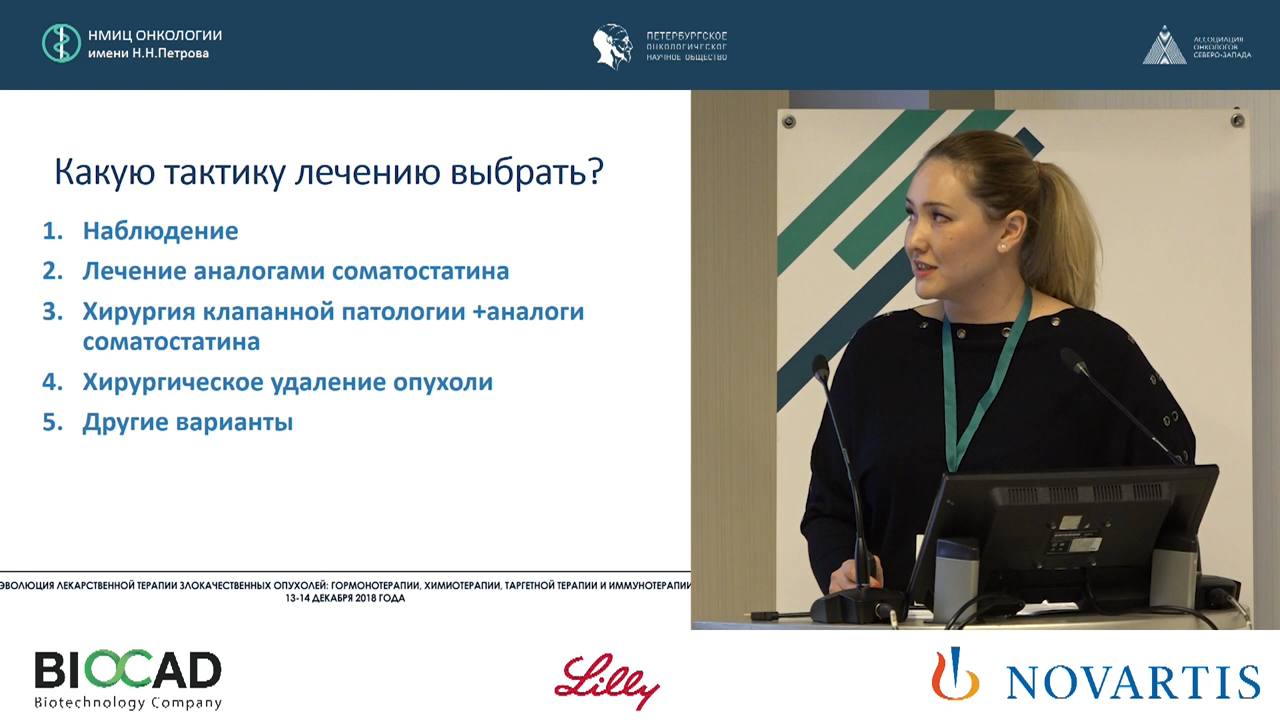 НМИЦ ОНКОЛОГИИ
имени Н.Н.Петрова
ПЕТЕРБУРГСКОЕ
ОНКОЛОГИЧЕСКОЕ
НАУЧНОЕ ОБЩЕСТВО
АССОЦИАЦИЯ
ОНКОЛОГОВ
СЕВЕРО-ЗАПАДА
Какую тактику лечению выбрать?
1. Наблюдение
2. Лечение аналогами соматостатина
3. Хирургия клапанной патологии +аналоги
соматостатина
4. Хирургическое удаление опухоли
5. Другие варианты
ЭВОЛЮЦИЯ ЛЕКАРСТВЕННОЙ ТЕРАПИИ ЗЛОКАЧЕСТВЕННЫХ ОПУХОЛЕЙ: ГОРМОНОТЕРАПИИ, ХИМИОТЕРАПИИ, ТАРГЕТНОЙ ТЕРАПИИ И ИММУНОТЕРАПИИ
13-14 ДЕКАБРЯ 2018 ГОДА
BIOCAD
Biotechnology Company
Lilly
NOVARTIS